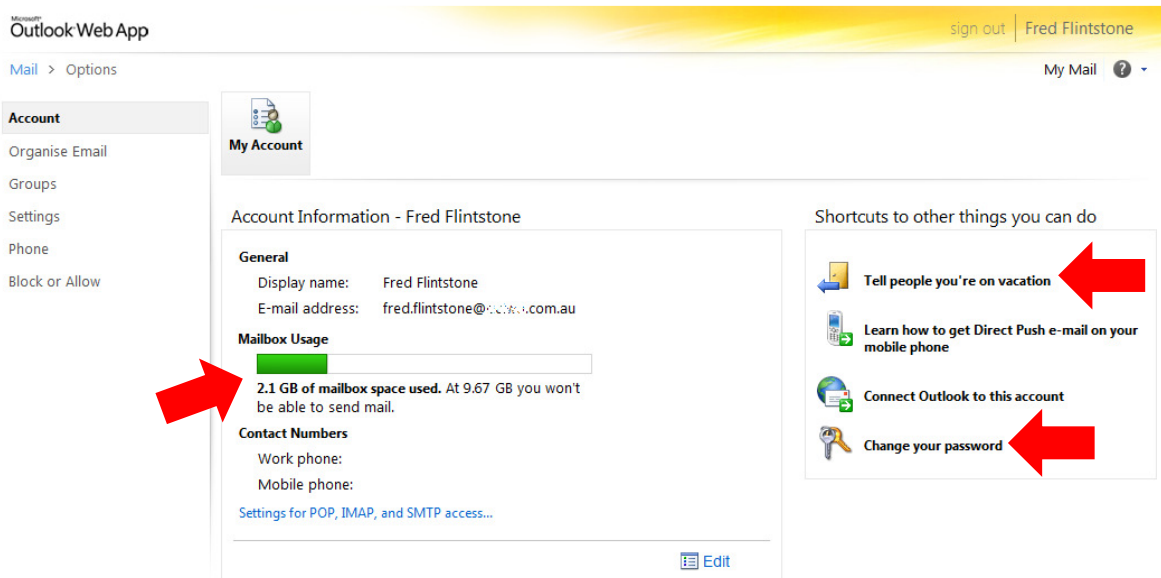 Microsoft®
Outlook Web App
sign out Fred Flintstone
Mail > Options
My Mail
Account
Organise Email
Groups
Settings
Phone
Block or Allow
My Account
Account Information - Fred Flintstone
General
Display name: Fred Flintstone
E-mail address: fred.flintstone@ .com.au
Mailbox Usage
2.1 GB of mailbox space used. At 9.67 GB you won't
be able to send mail.
Contact Numbers
Work phone:
Mobile phone:
Settings for POP, IMAP, and SMTP access...
Edit
Shortcuts to other things you can do
Tell people you're on vacation
Learn how to get Direct Push e-mail on your
mobile phone
Connect Outlook to this account
Change your password